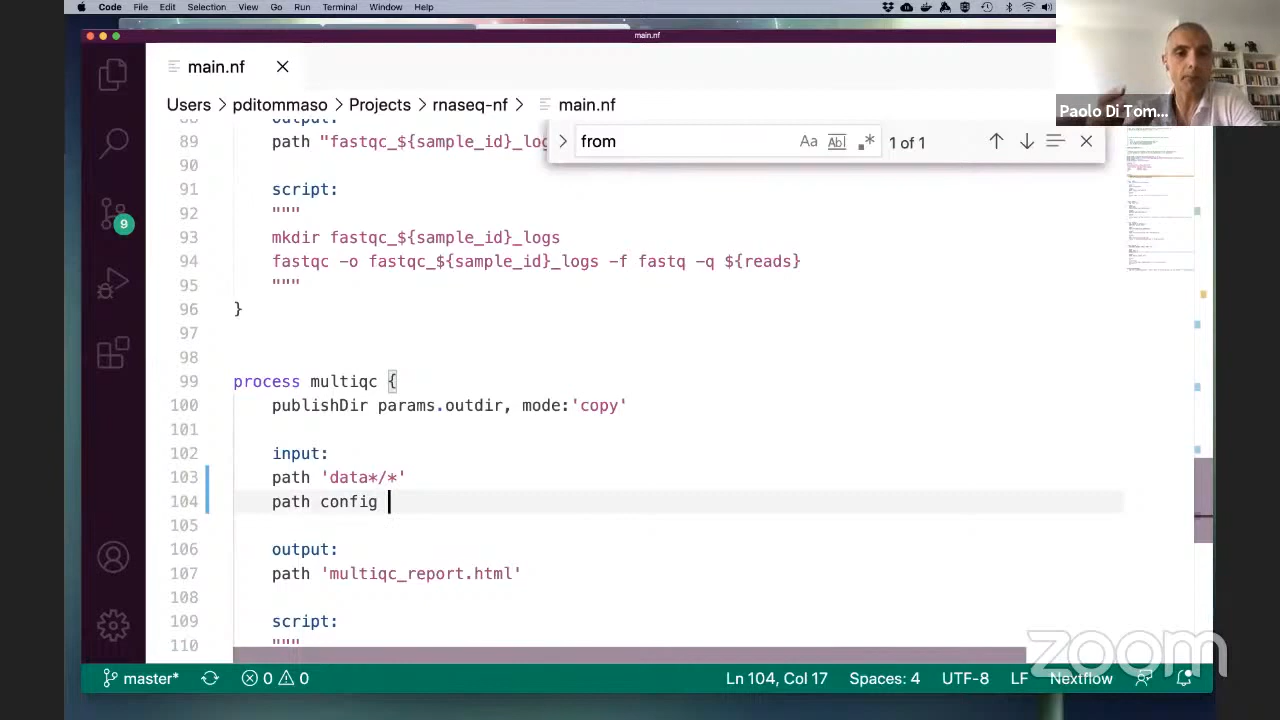 Code File Edit Selection View Go Run Terminal Window Help
main.nf
main.nf
Paolo Di Tom...
Users > pditommaso > Projects > rnaseq-nf > main.nf
88 output:
from
Aa Ab 1 of 1
89 path "fastqc_${sample_id}_log
90
91 script:
92 """
93 mkdir fastqc_${sample_id}_logs
94 fastqc -o fastqc_${sample_id}_logs -f fastq -q ${reads}
95 """
96 }
97
98
99 process multiqc {
100 publishDir params.outdir, mode:'copy'
101
102 input:
103 path 'data*/*'
104 path config
105
106 output:
107 path 'multiqc_report.html'
108
109 script:
110 """
9
zoom
master* 0 0 Ln 104, Col 17 Spaces: 4 UTF-8 LF Nextflow